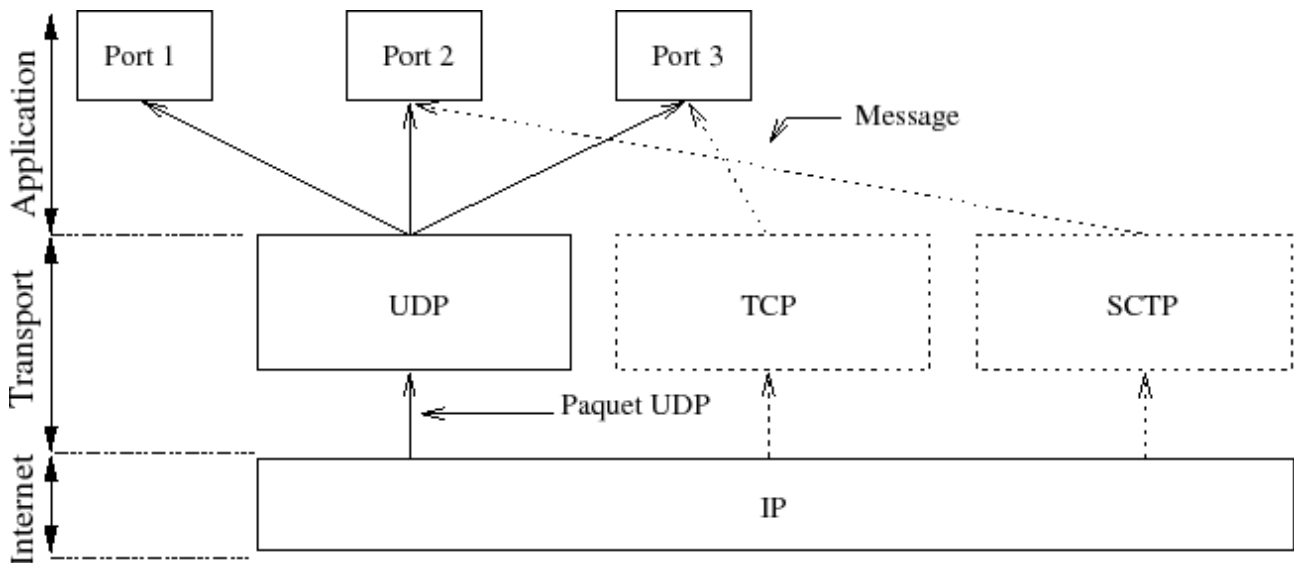 Application
Port 1
Port 2
Port 3
Message
Transport
UDP
TCP
SCTP
Paquet UDP
Internet
IP